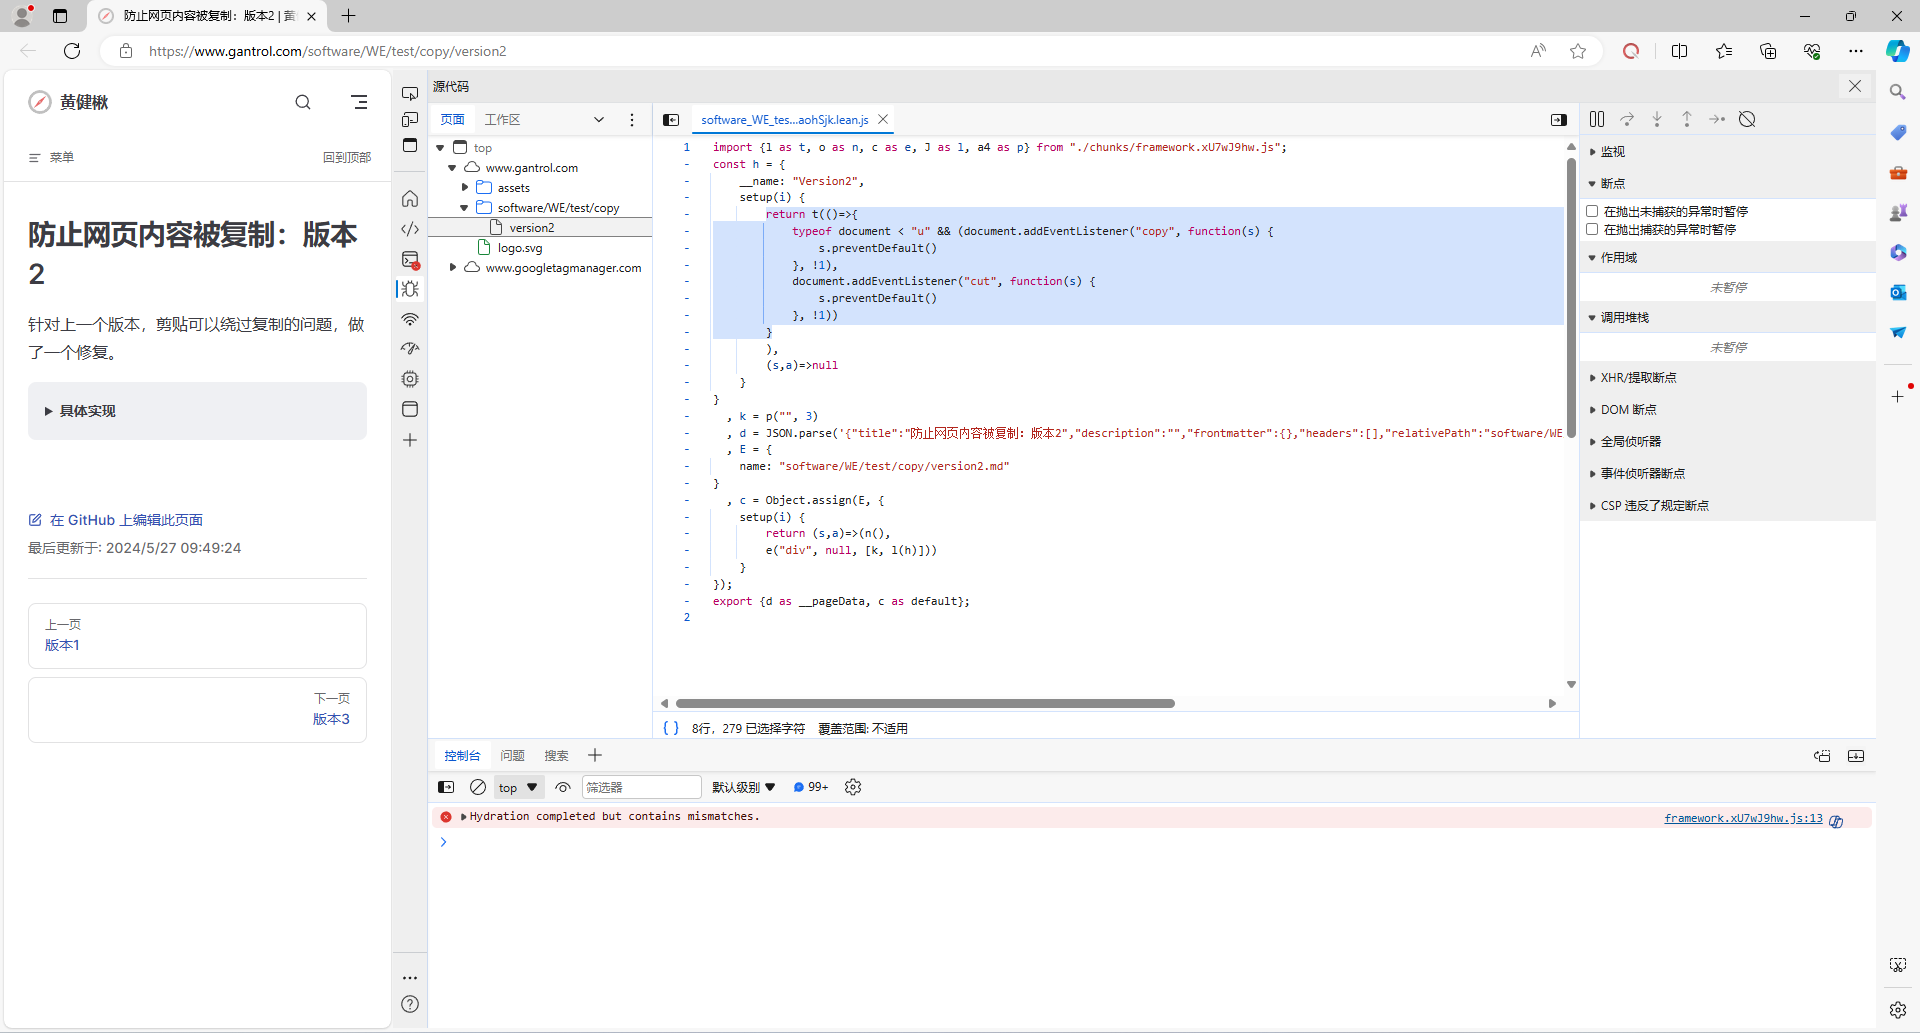 防止网页内容被复制：版本2 | 黄
https://www.gantrol.com/software/WE/test/copy/version2
黄健楸
菜单
回到顶部
防止网页内容被复制：版本
2
针对上一个版本，剪贴可以绕过复制的问题，做
了一个修复。
具体实现
在 GitHub 上编辑此页面
最后更新于: 2024/5/27 09:49:24
上一页
版本1
下一页
版本3
源代码
页面
工作区
top
www.gantrol.com
assets
software/WE/test/copy
version2
logo.svg
www.googletagmanager.com
software_WE_tes...aohSjk.lean.js
1 import {l as t, o as n, c as e, J as l, a4 as p} from "./chunks/framework.xU7wJ9hw.js";
- const h = {
- __name: "Version2",
- setup(i) {
- return t(()=>{
- typeof document < "u" && (document.addEventListener("copy", function(s) {
- s.preventDefault()
- }, !1),
- document.addEventListener("cut", function(s) {
- s.preventDefault()
- }, !1))
- }
- ),
- (s,a)=>null
- }
- }
- , k = p("", 3)
- , d = JSON.parse('{"title":"防止网页内容被复制：版本2","description":"","frontmatter":{},"headers":[],"relativePath":"software/WE
- , E = {
- name: "software/WE/test/copy/version2.md"
- }
- , c = Object.assign(E, {
- setup(i) {
- return (s,a)=>(n(),
- e("div", null, [k, l(h)]))
- }
- });
- export {d as __pageData, c as default};
2
{ } 8行，279 已选择字符 覆盖范围: 不适用
监视
断点
在抛出未捕获的异常时暂停
在抛出捕获的异常时暂停
作用域
未暂停
调用堆栈
未暂停
XHR/提取断点
DOM 断点
全局侦听器
事件侦听器断点
CSP 违反了规定断点
控制台 问题 搜索
top 筛选器 默认级别 99+
Hydration completed but contains mismatches.
framework.xU7wJ9hw.js:13